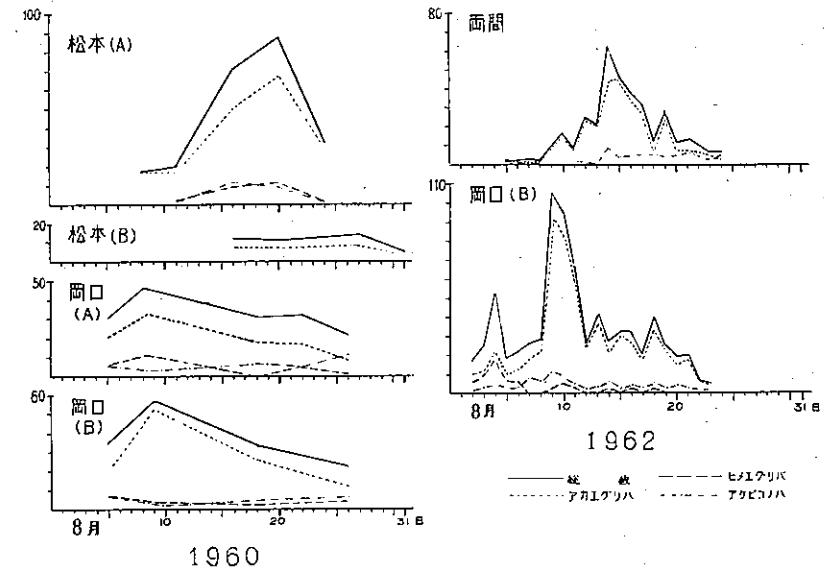 100
松本(A)
20
松本(B)
50
岡口
(A)
60
岡口
(B)
8月
10
20
31日
1960
80
両間
110
岡口(B)
8月
10
20
31日
1962
総 数
ヒメエグリバ
アカエグリバ
アケビコノハ